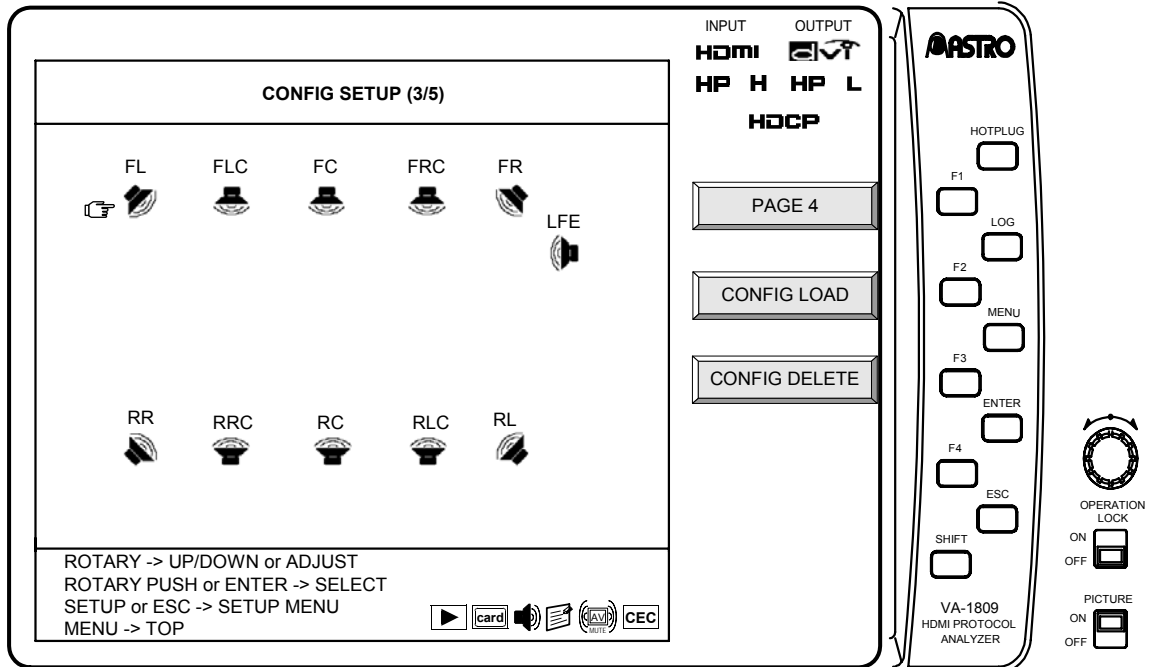 INPUT OUTPUT
HDMI DVI
HP H HP L
HDCP
CONFIG SETUP (3/5)
FL FLC FC FRC FR
LFE
RR RRC RC RLC RL
PAGE 4
CONFIG LOAD
CONFIG DELETE
ROTARY -> UP/DOWN or ADJUST
ROTARY PUSH or ENTER -> SELECT
SETUP or ESC -> SETUP MENU
MENU -> TOP
card AV MUTE CEC
ASTRO
HOTPLUG
F1
LOG
F2
MENU
F3
ENTER
F4
ESC
SHIFT
VA-1809
HDMI PROTOCOL
ANALYZER
OPERATION
LOCK
ON
OFF
PICTURE
ON
OFF